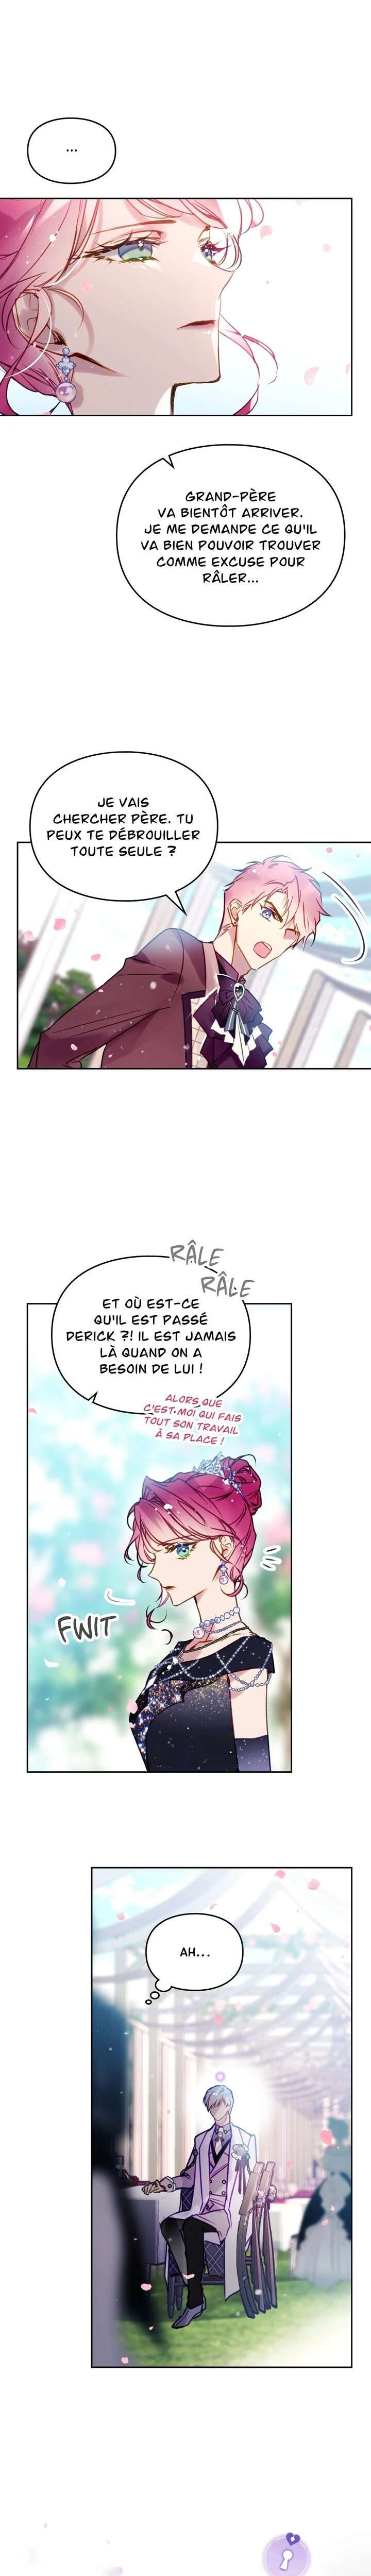 ...
GRAND-PÈRE
VA BIENTÔT ARRIVER.
JE ME DEMANDE CE QU'IL
VA BIEN POUVOIR TROUVER
COMME EXCUSE POUR
RÂLER...
JE VAIS
CHERCHER PÈRE. TU
PEUX TE DÉBROUILLER
TOUTE SEULE ?
RÂLE
RÂLE
ET OÙ EST-CE
QU'IL EST PASSÉ
DERICK ?! IL EST JAMAIS
LÀ QUAND ON A
BESOIN DE LUI !
ALORS QUE
C'EST MOI QUI FAIS
TOUT SON TRAVAIL
À SA PLACE !
FWIT
AH...